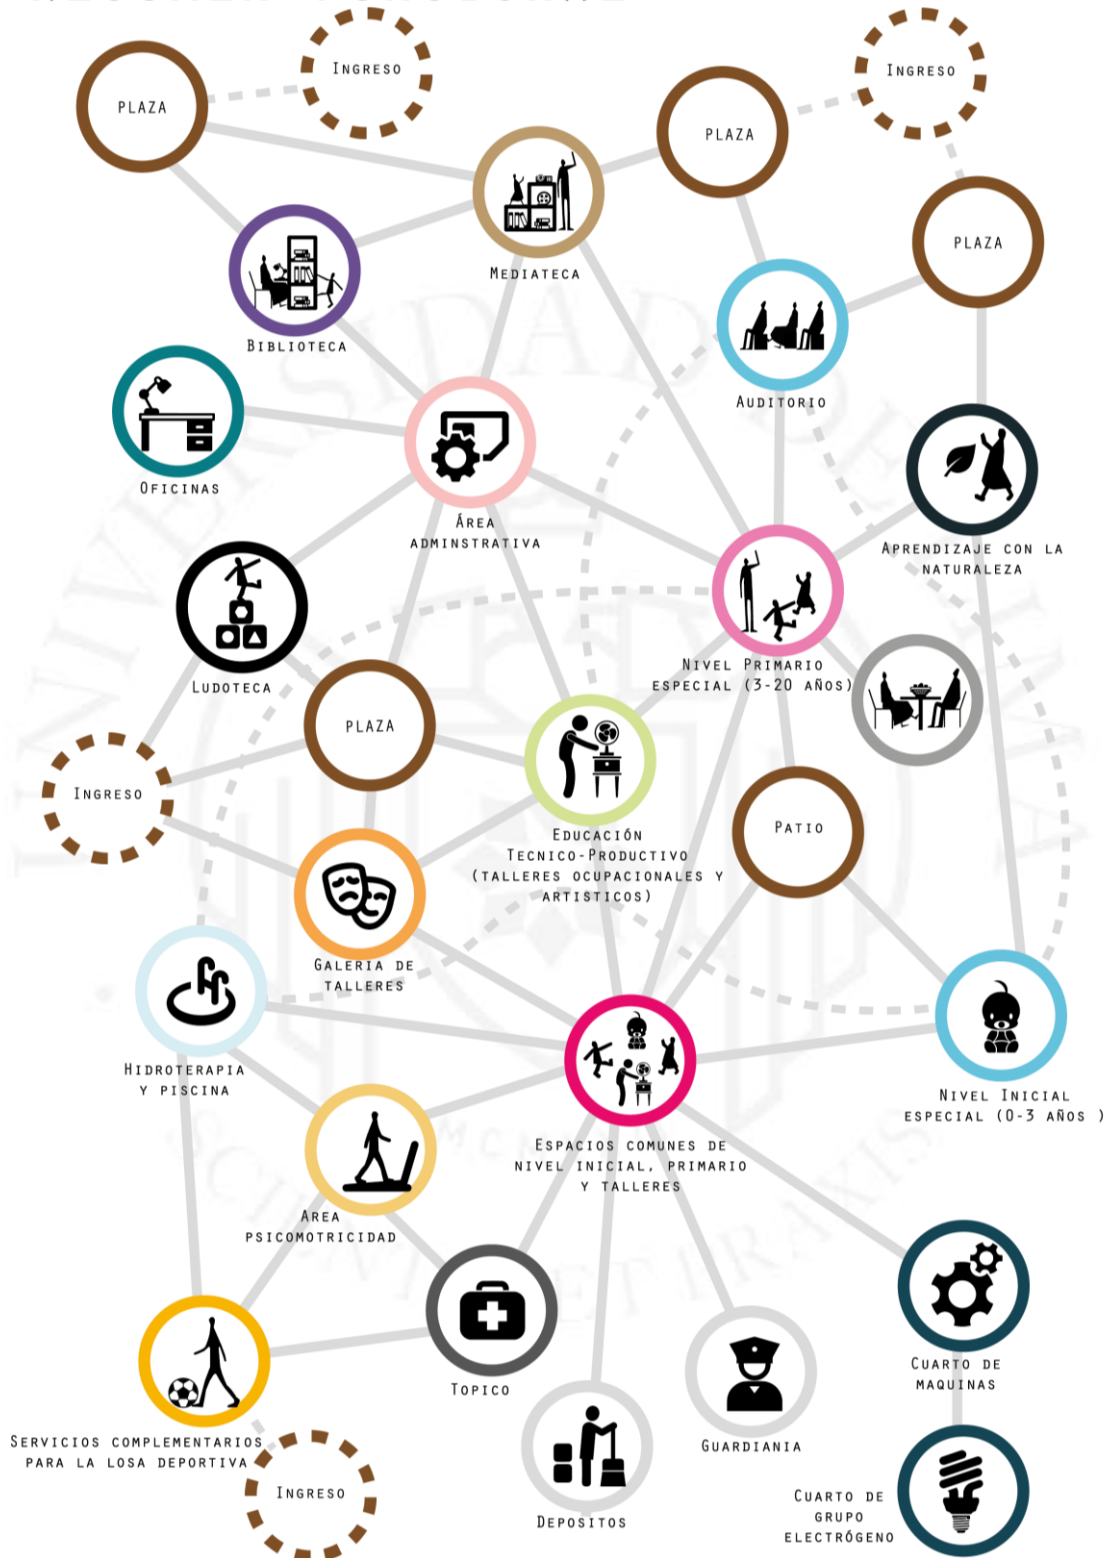 INGRESO
INGRESO
PLAZA
PLAZA
PLAZA
MEDIATECA
BIBLIOTECA
AUDITORIO
OFICINAS
ÁREA
ADMINSTRATIVA
APRENDIZAJE CON LA
NATURALEZA
NIVEL PRIMARIO
ESPECIAL (3-20 AÑOS)
LUDOTECA
PLAZA
INGRESO
PATIO
EDUCACIÓN
TECNICO-PRODUCTIVO
(TALLERES OCUPACIONALES Y
ARTISTICOS)
GALERIA DE
TALLERES
HIDROTERAPIA
Y PISCINA
NIVEL INICIAL
ESPECIAL (0-3 AÑOS )
ESPACIOS COMUNES DE
NIVEL INICIAL, PRIMARIO
Y TALLERES
AREA
PSICOMOTRICIDAD
TOPICO
CUARTO DE
MAQUINAS
SERVICIOS COMPLEMENTARIOS
PARA LA LOSA DEPORTIVA
GUARDIANIA
INGRESO
DEPOSITOS
CUARTO DE
GRUPO
ELECTRÓGENO